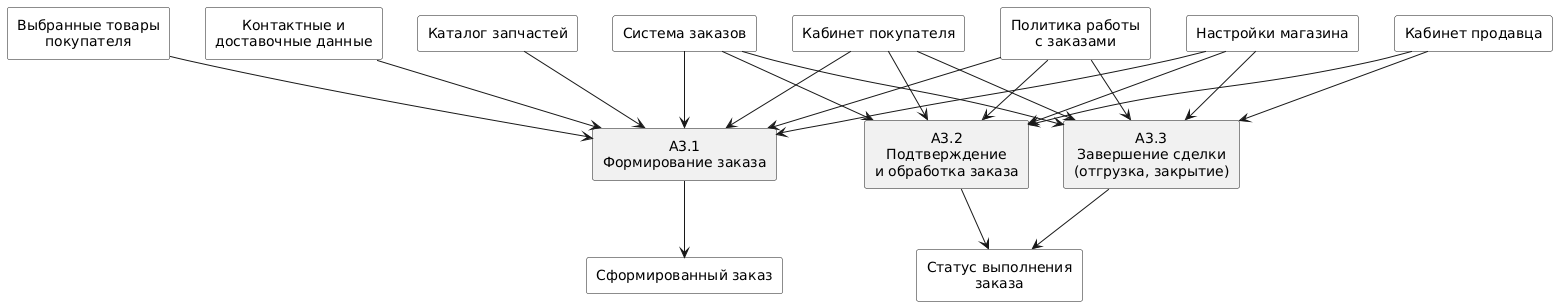 Выбранные товары
покупателя
Контактные и
доставочные данные
Каталог запчастей
Система заказов
Кабинет покупателя
Политика работы
с заказами
Настройки магазина
Кабинет продавца
A3.1
Формирование заказа
A3.2
Подтверждение
и обработка заказа
A3.3
Завершение сделки
(отгрузка, закрытие)
Сформированный заказ
Статус выполнения
заказа